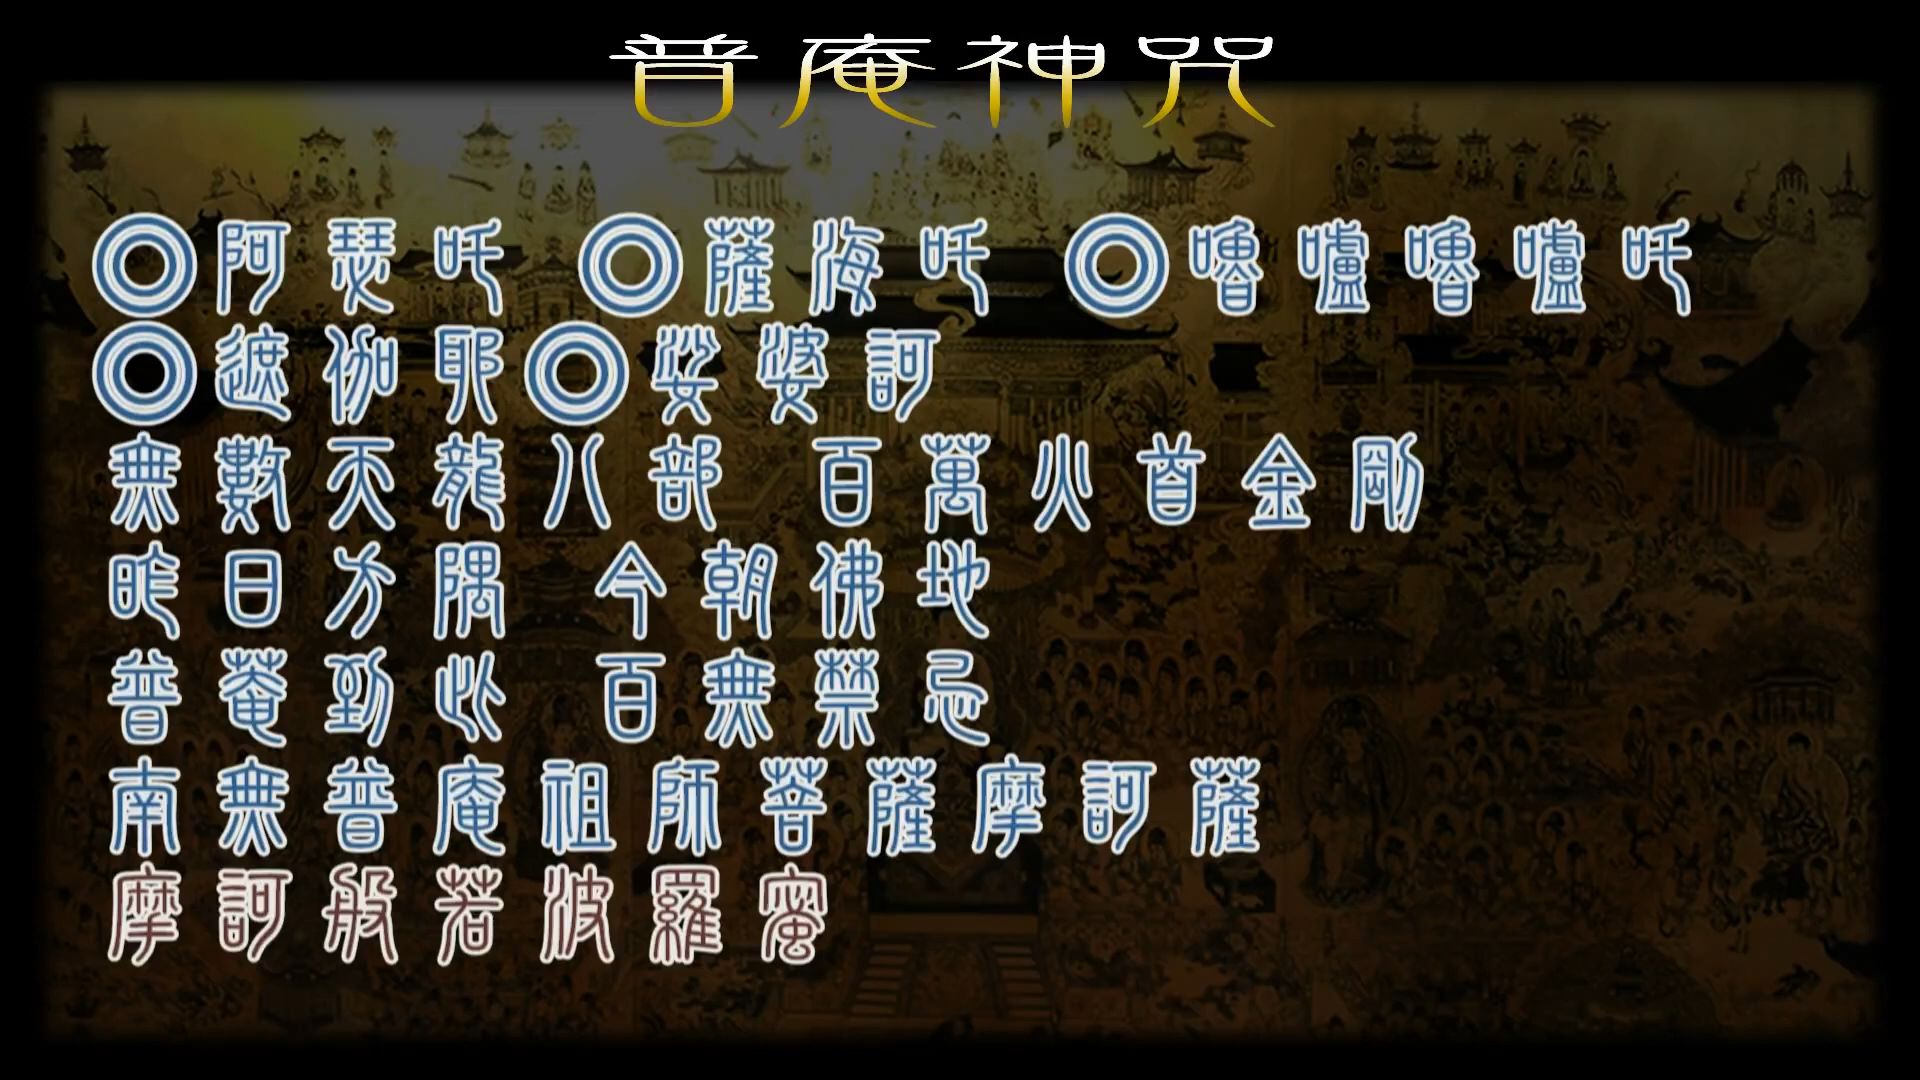 普庵神咒
◎阿瑟吒 ◎薩海吒 ◎嚕嚧嚕嚧吒
◎遮伽耶◎娑婆訶
無數天龍八部 百萬火首金剛
昨日方隅 今朝佛地
普菴到此 百無禁忌
南無普庵祖師菩薩摩訶薩
摩訶般若波羅蜜